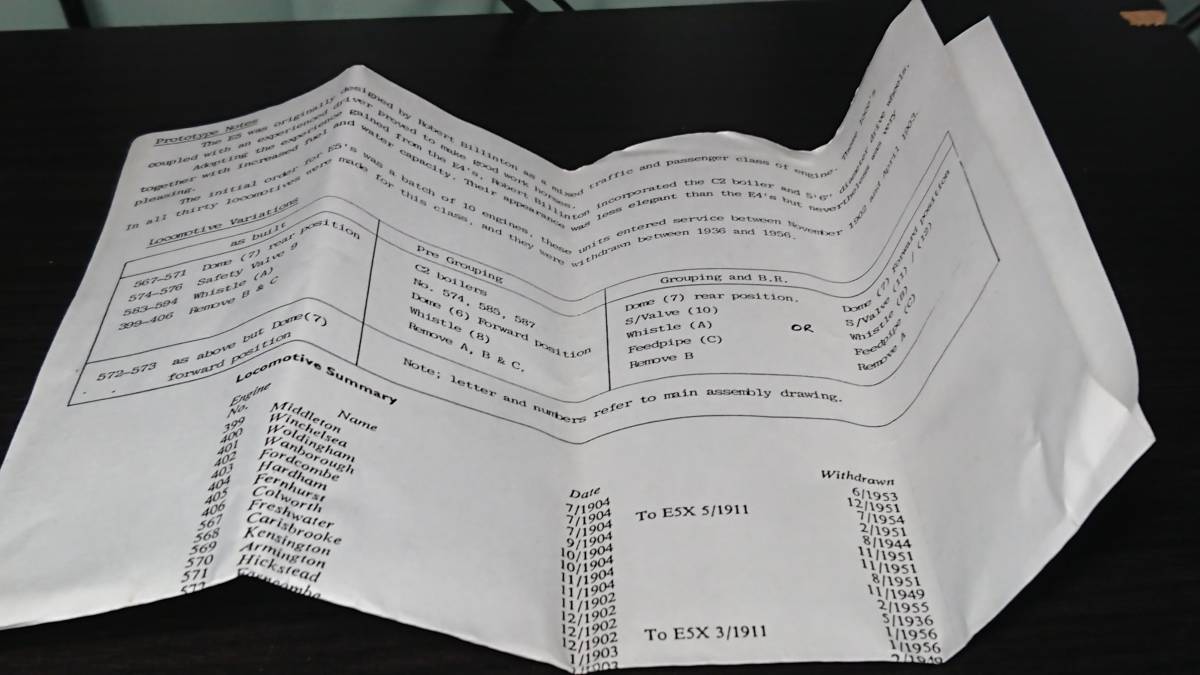 Prototype Notes
The E5 was originally designed by Robert Billinton as a mixed traffic and passenger class of engine. These
coupled with an experienced driver proved to make good work horses.
Adopting the experience gained from the E4's, Robert Billinton incorporated the C2 boiler and 5'6" diameter drive wheels,
together with increased fuel and water capacity. Their appearance was less elegant than the E4's but nevertheless was very
pleasing.
The initial order for E5's was a batch of 10 engines, these units entered service between November 1902 and April 1903.
In all thirty locomotives were made for this class, and they were withdrawn between 1936 and 1956.
Locomotive Variations
as built
567-571 Dome (7) rear position
574-576 Safety Valve 9
583-594 Whistle (A)
399-406 Remove B & C
572-573 as above but Dome(7)
forward position
Pre Grouping
C2 boilers
No. 574, 585, 587
Dome (6) Forward position
Whistle (8)
Remove A, B & C.
Grouping and B.R.
Dome (7) rear position.
S/Valve (10)
Whistle (A)
Feedpipe (C)
Remove B
OR
Dome (7) forward position
S/Valve (11) / (12)
Whistle (8)
Feedpipe (C)
Remove A
Note; letter and numbers refer to main assembly drawing.
Locomotive Summary
Engine
No. Name Date Withdrawn
399 Middleton 7/1904 6/1953
400 Winchelsea 7/1904 12/1951
401 Woldingham 7/1904 To E5X 5/1911 7/1954
402 Wanborough 9/1904 2/1951
403 Fordcombe 10/1904 8/1944
404 Hardham 10/1904 11/1951
405 Fernhurst 11/1904 11/1951
406 Colworth 11/1904 8/1951
567 Freshwater 11/1902 11/1949
568 Carisbrooke 12/1902 2/1955
569 Kensington 12/1902 5/1936
570 Armington 12/1902 To E5X 3/1911 1/1956
571 Hickstead 1/1903 1/1956